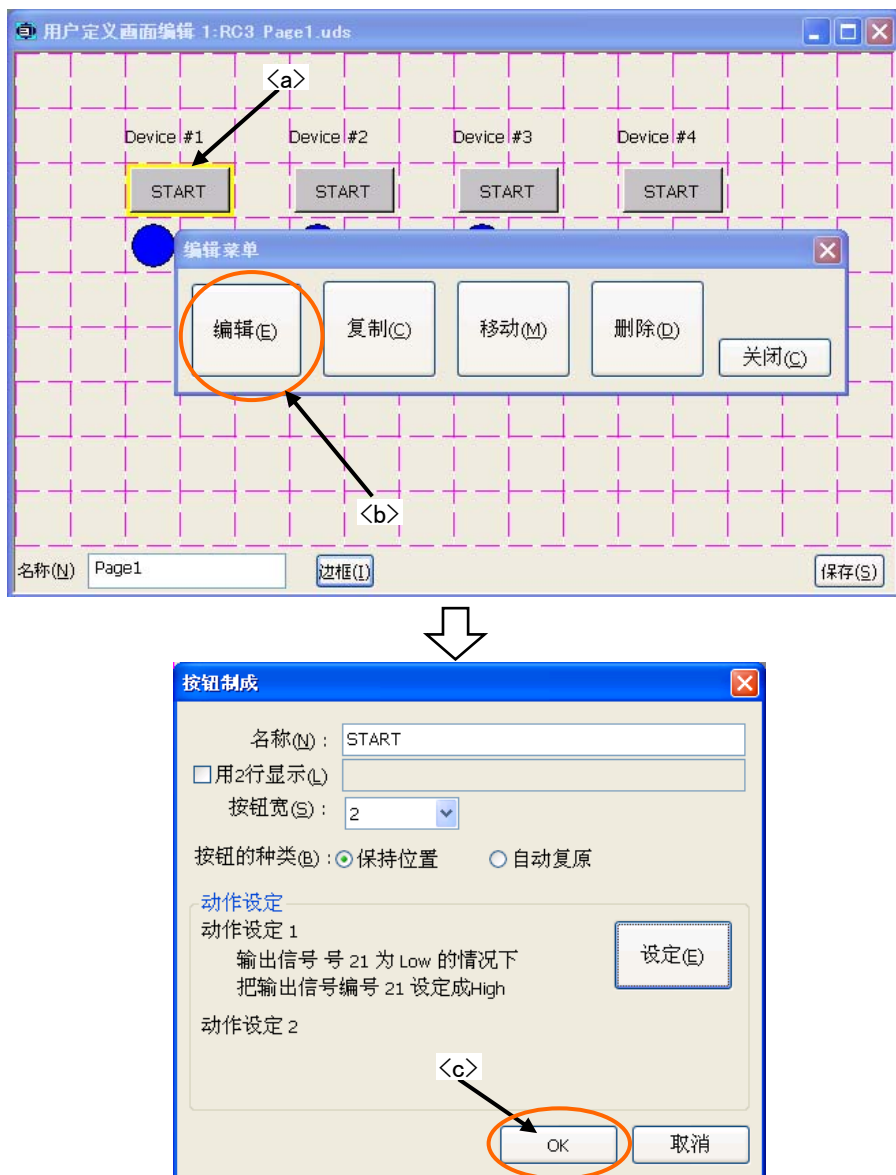 用户定义画面编辑 1:RC3 Page1.uds
<a>
Device #1 Device #2 Device #3 Device #4
START START START START
编辑菜单
编辑(E) 复制(C) 移动(M) 删除(D)
关闭(C)
<b>
名称(N) Page1 边框(I) 保存(S)
按钮制成
名称(N) : START
用2行显示(L)
按钮宽(S) : 2
按钮的种类(B) : 保持位置 自动复原
动作设定
动作设定 1
输出信号 号 21 为 Low 的情况下
把输出信号编号 21 设定成High
设定(E)
动作设定 2
<c>
OK 取消